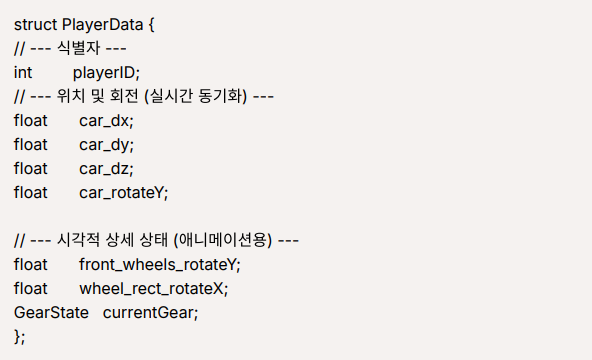 struct PlayerData {
// --- 식별자 ---
int playerID;
// --- 위치 및 회전 (실시간 동기화) ---
float car_dx;
float car_dy;
float car_dz;
float car_rotateY;
// --- 시각적 상세 상태 (애니메이션용) ---
float front_wheels_rotateY;
float wheel_rect_rotateX;
GearState currentGear;
};